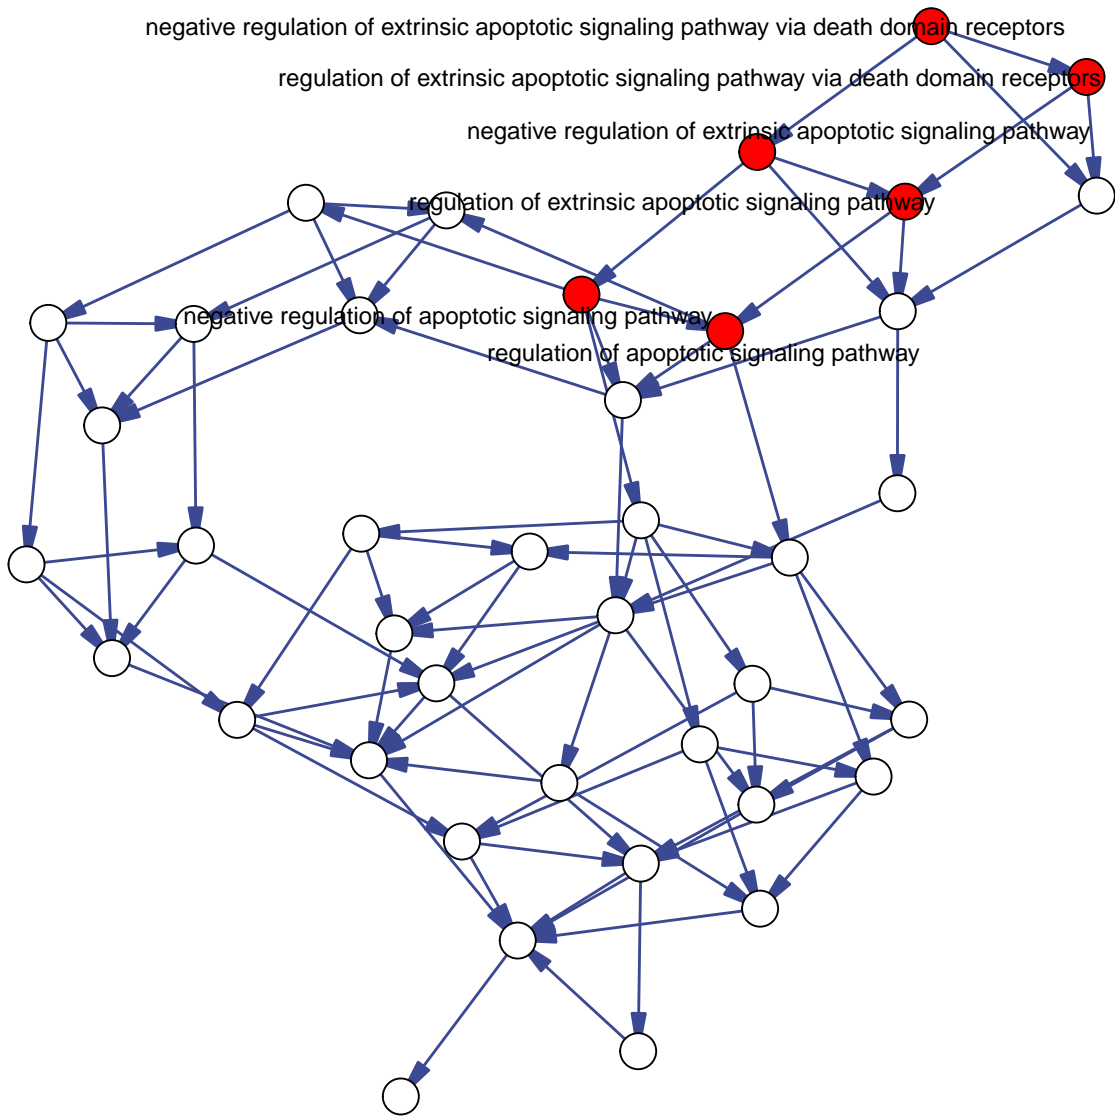 negative regulation of extrinsic apoptotic signaling pathway via death domain receptors
regulation of extrinsic apoptotic signaling pathway via death domain receptors
negative regulation of extrinsic apoptotic signaling pathway
regulation of extrinsic apoptotic signaling pathway
negative regulation of apoptotic signaling pathway
regulation of apoptotic signaling pathway